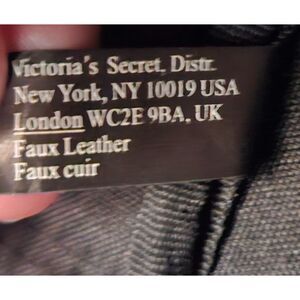 Victoria's Secret, Distr.
New York, NY 10019 USA
London WC2E 9BA, UK
Faux Leather
Faux cuir